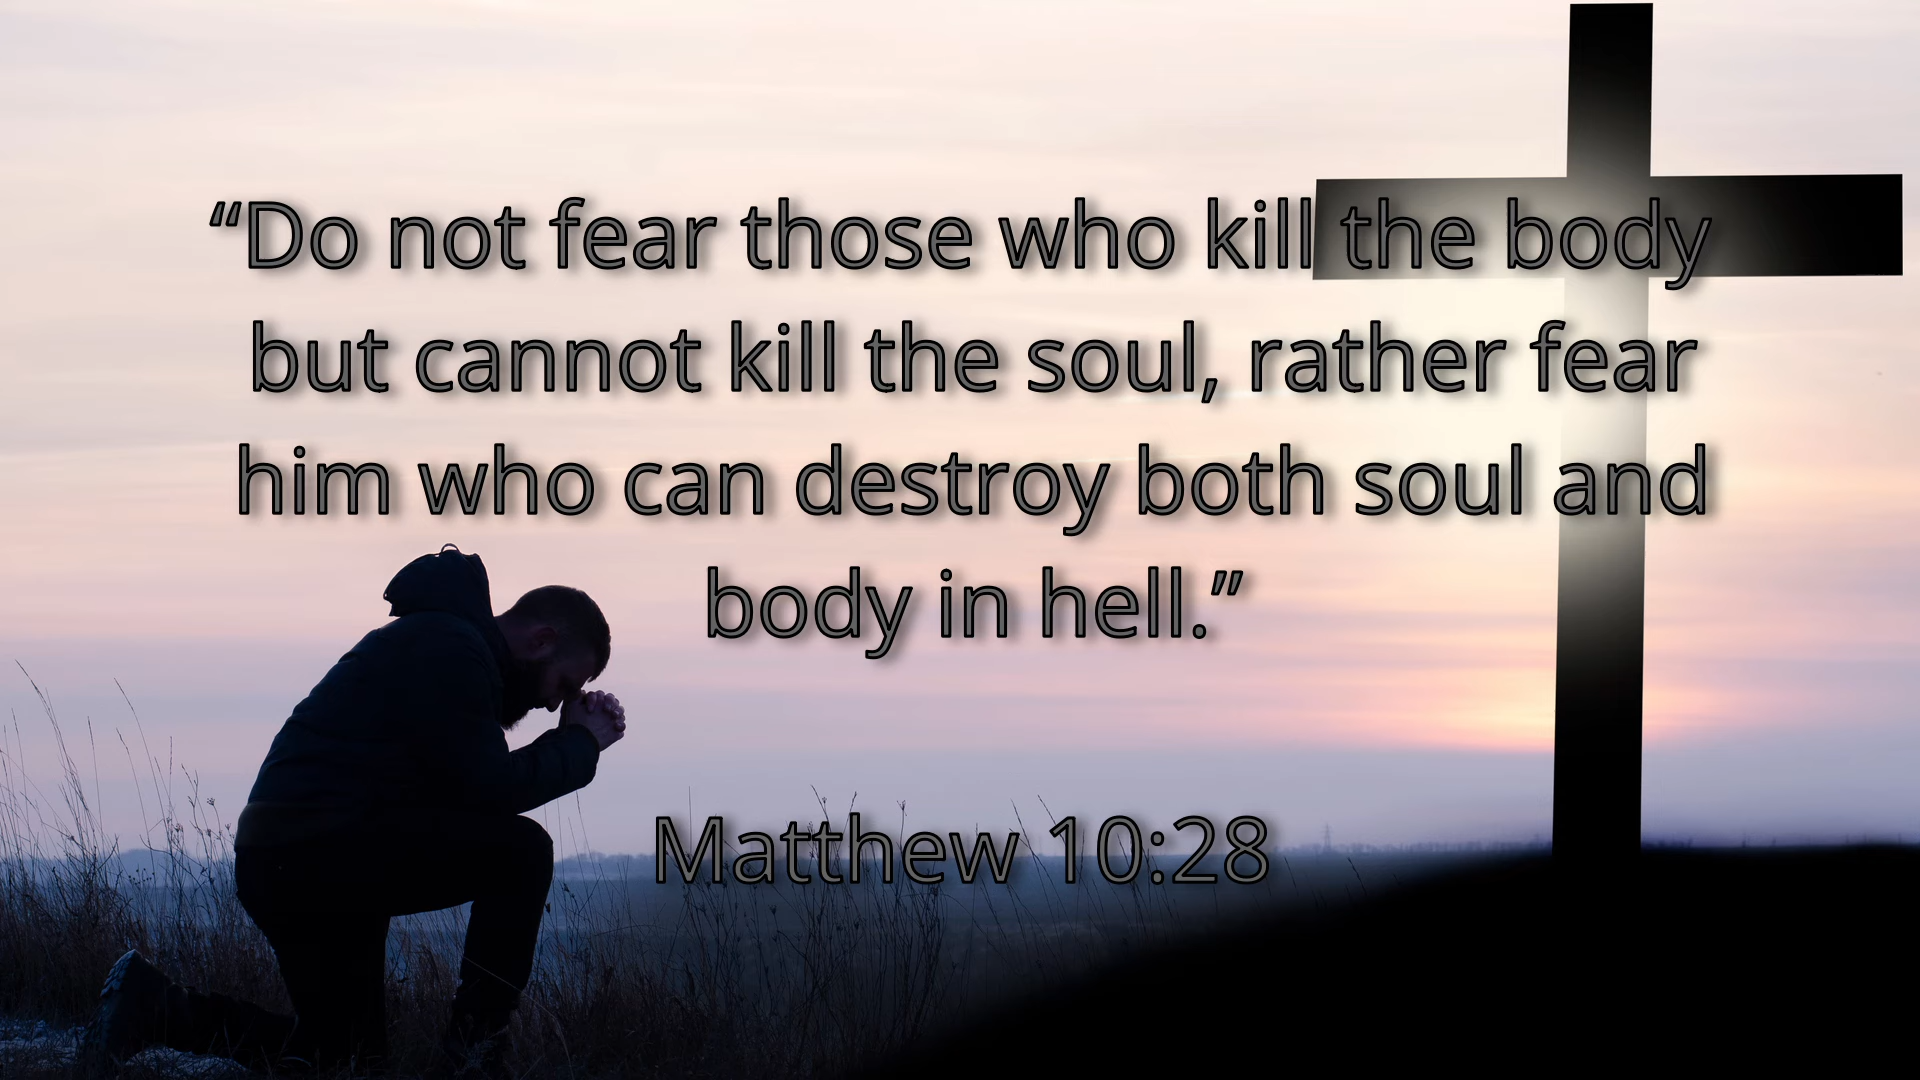 “Do not fear those who kill the body
but cannot kill the soul, rather fear
him who can destroy both soul and
body in hell.”
Matthew 10:28